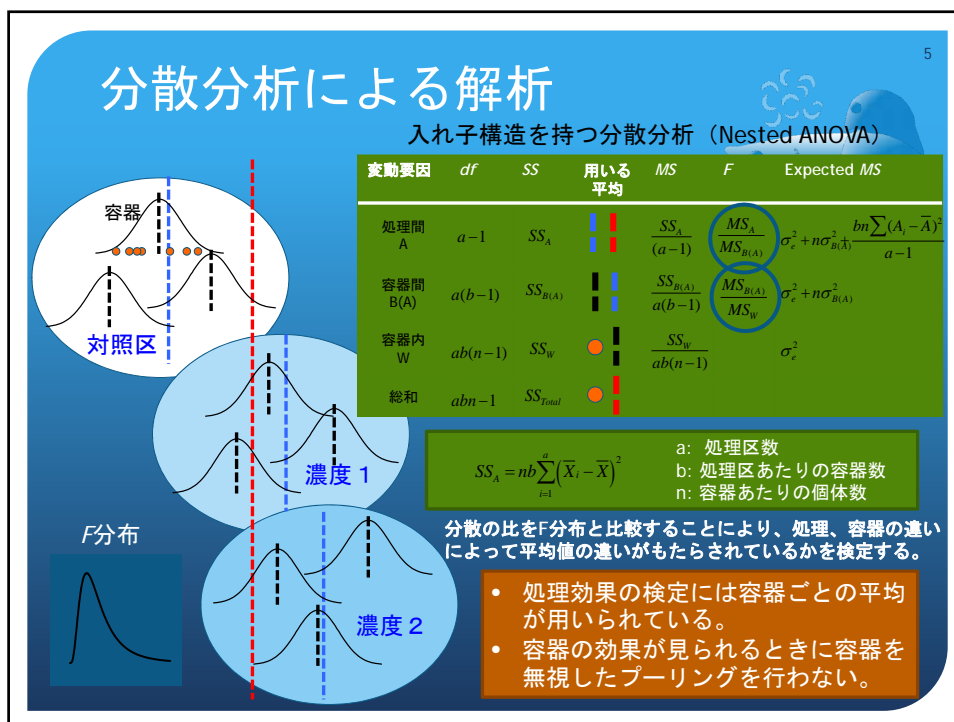 5
分散分析による解析
入れ子構造を持つ分散分析（Nested ANOVA）
変動要因 df SS 用いる平均 MS F Expected MS
処理間 A a−1 SS_A SS_A/(a−1) MS_A/MS_B(A) σ_e^2+nσ_B(A)^2+bn∑(A_i−A̅)^2/(a−1)
容器間 B(A) a(b−1) SS_B(A) SS_B(A)/a(b−1) MS_B(A)/MS_W σ_e^2+nσ_B(A)^2
容器内 W ab(n−1) SS_W SS_W/ab(n−1) σ_e^2
総和 abn−1 SS_Total
容器
対照区
濃度１
濃度２
F分布
SS_A=nb∑_{i=1}^{a}(X̅_i−X̅)^2
a: 処理区数
b: 処理区あたりの容器数
n: 容器あたりの個体数
分散の比をF分布と比較することにより、処理、容器の違い
によって平均値の違いがもたらされているかを検定する。
• 処理効果の検定には容器ごとの平均
が用いられている。
• 容器の効果が見られるときに容器を
無視したプーリングを行わない。